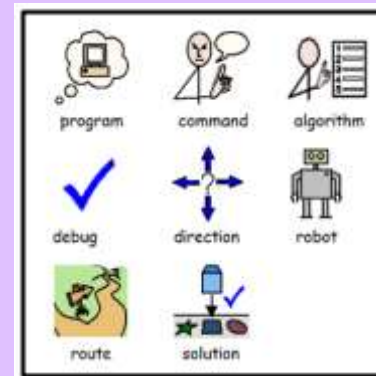 program command algorithm
debug direction robot
route solution